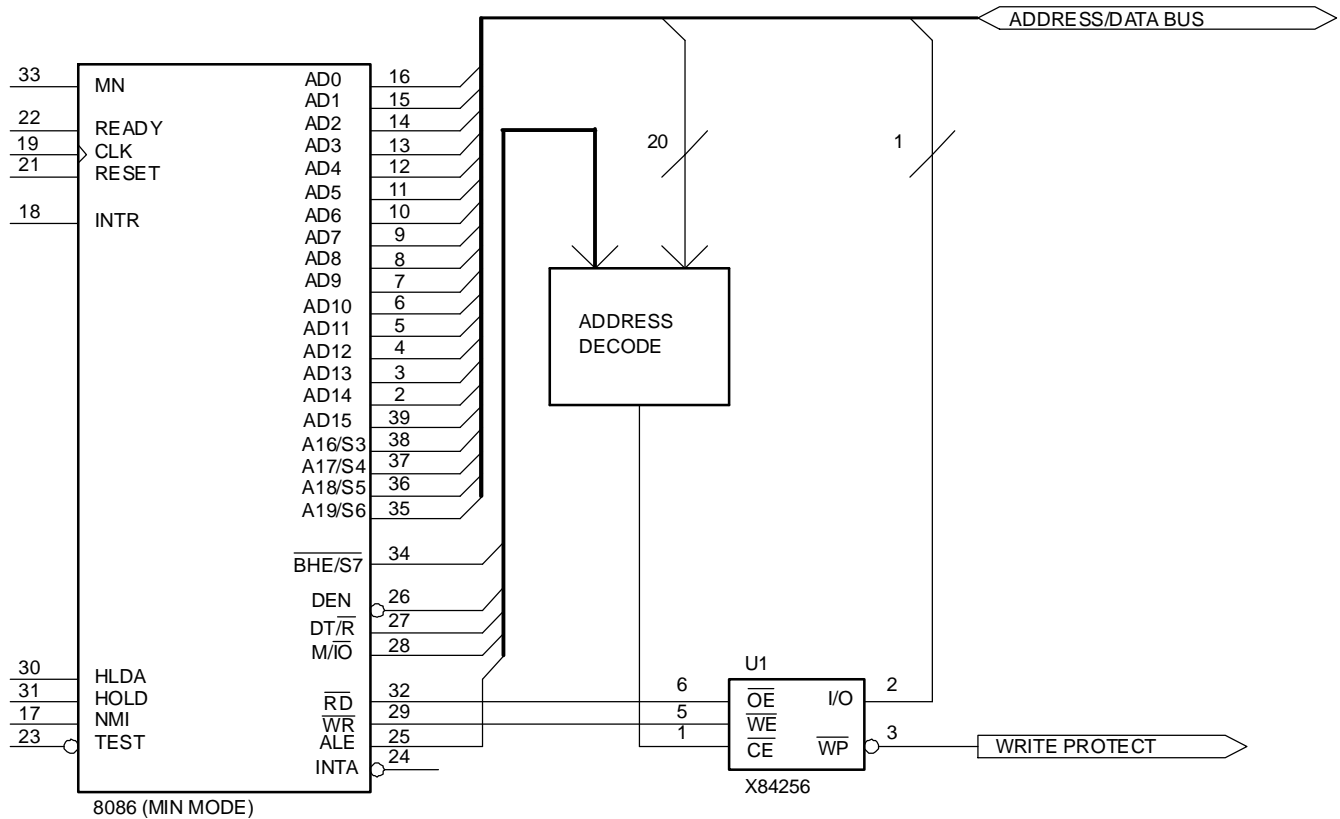 ADDRESS/DATA BUS
33 MN
22 READY
19 CLK
21 RESET
18 INTR
30 HLDA
31 HOLD
17 NMI
23 TEST
AD0 16
AD1 15
AD2 14
AD3 13
AD4 12
AD5 11
AD6 10
AD7 9
AD8 8
AD9 7
AD10 6
AD11 5
AD12 4
AD13 3
AD14 2
AD15 39
A16/S3 38
A17/S4 37
A18/S5 36
A19/S6 35
BHE/S7 34
DEN 26
DT/R 27
M/IO 28
RD 32
WR 29
ALE 25
INTA 24
8086 (MIN MODE)
20
1
ADDRESS
DECODE
U1
6 OE I/O 2
5 WE
1 CE WP 3
X84256
WRITE PROTECT